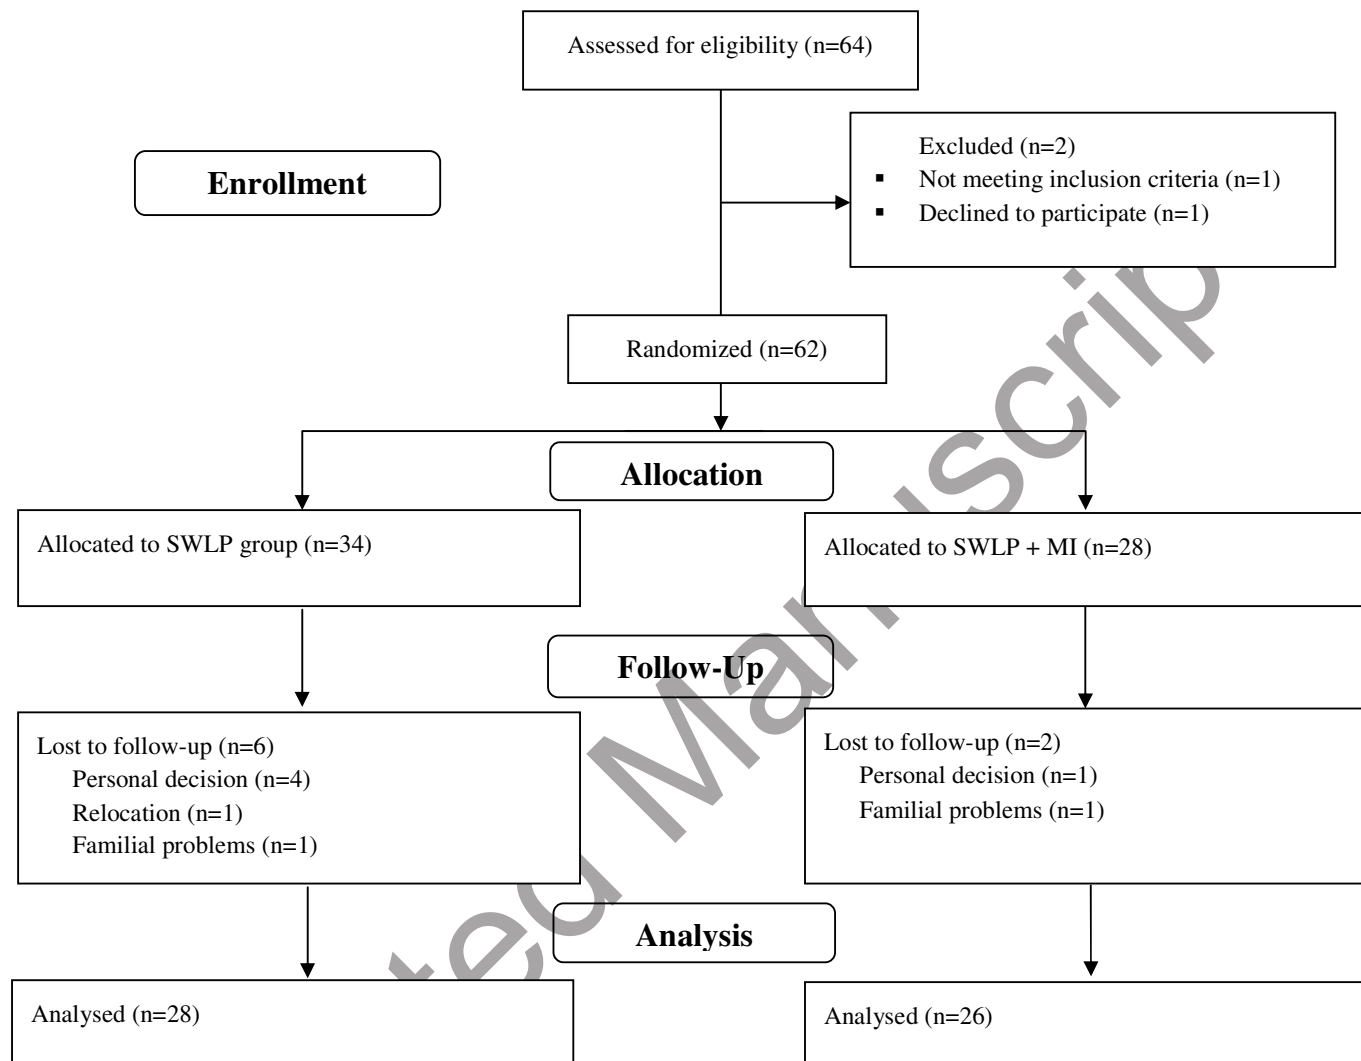 Assessed for eligibility (n=64)
Excluded (n=2)
▪ Not meeting inclusion criteria (n=1)
▪ Declined to participate (n=1)
Enrollment
Randomized (n=62)
Allocation
Allocated to SWLP group (n=34)
Allocated to SWLP + MI (n=28)
Follow-Up
Lost to follow-up (n=6)
Personal decision (n=4)
Relocation (n=1)
Familial problems (n=1)
Lost to follow-up (n=2)
Personal decision (n=1)
Familial problems (n=1)
Analysis
Analysed (n=28)
Analysed (n=26)
ted Manuscrip